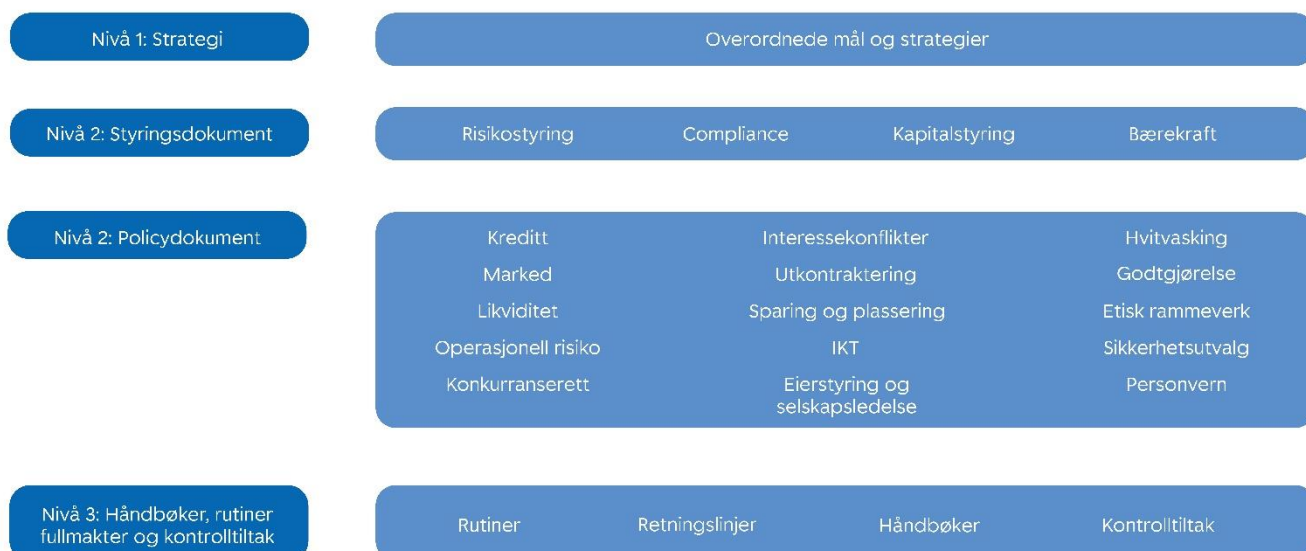 Nivå 1: Strategi
Overordnede mål og strategier
Nivå 2: Styringsdokument
Risikostyring Compliance Kapitalstyring Bærekraft
Nivå 2: Policydokument
Kreditt Interessekonflikter Hvitvasking
Marked Utkontraktering Godtgjørelse
Likviditet Sparing og plassering Etisk rammeverk
Operasjonell risiko IKT Sikkerhetsutvalg
Konkurranserett Eierstyring og Personvern
selskapsledelse
Nivå 3: Håndbøker, rutiner
fullmakter og kontrolltiltak
Rutiner Retningslinjer Håndbøker Kontrolltiltak